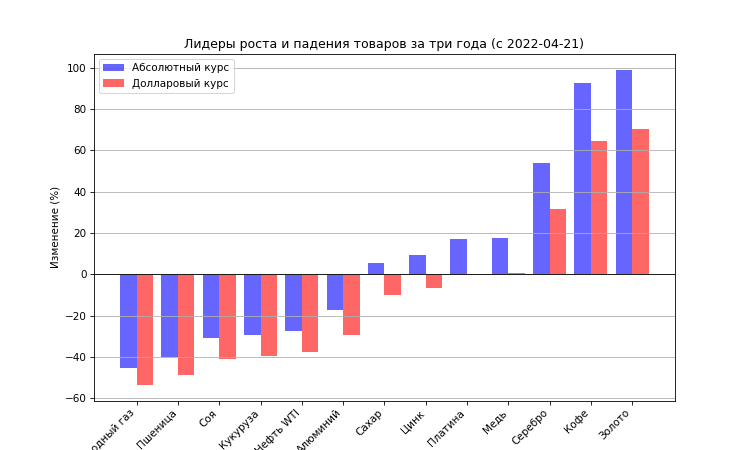 Лидеры роста и падения товаров за три года (с 2022-04-21)
Абсолютный курс
Долларовый курс
Изменение (%)
100
80
60
40
20
0
−20
−40
−60
одный газ
Пшеница
Соя
Кукуруза
Нефть WTI
Алюминий
Сахар
Цинк
Платина
Медь
Серебро
Кофе
Золото